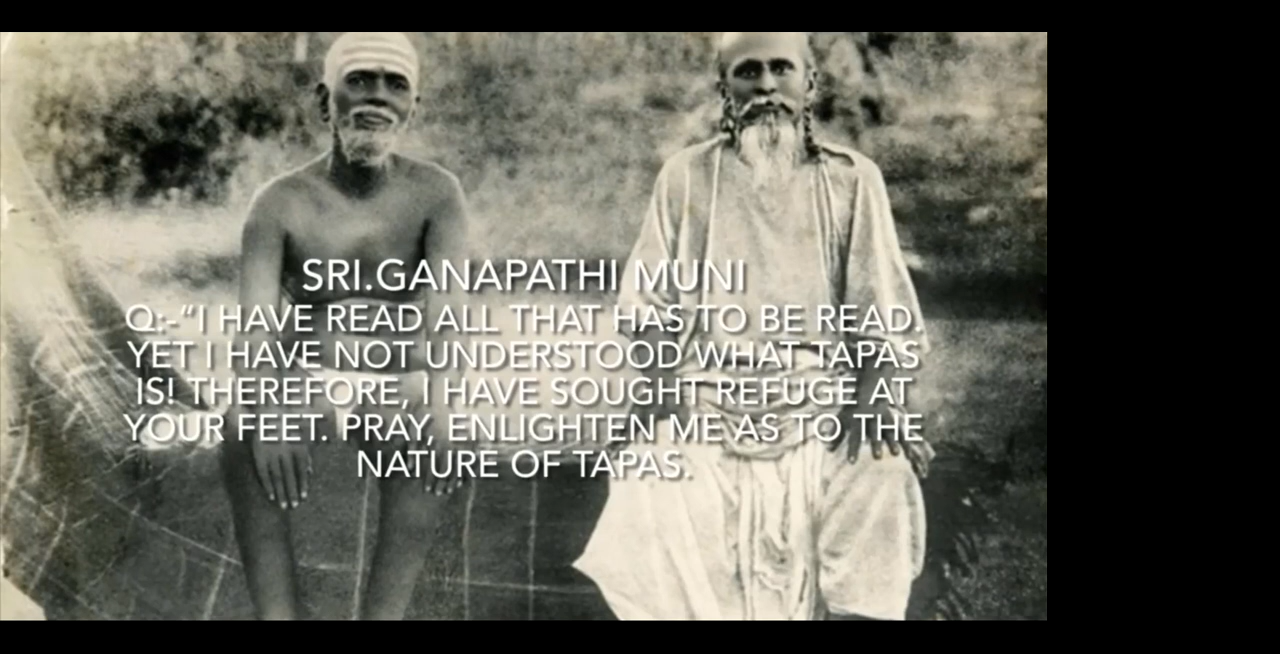 SRI.GANAPATHI MUNI
Q:-“I HAVE READ ALL THAT HAS TO BE READ.
YET I HAVE NOT UNDERSTOOD WHAT TAPAS
IS! THEREFORE, I HAVE SOUGHT REFUGE AT
YOUR FEET. PRAY, ENLIGHTEN ME AS TO THE
NATURE OF TAPAS.